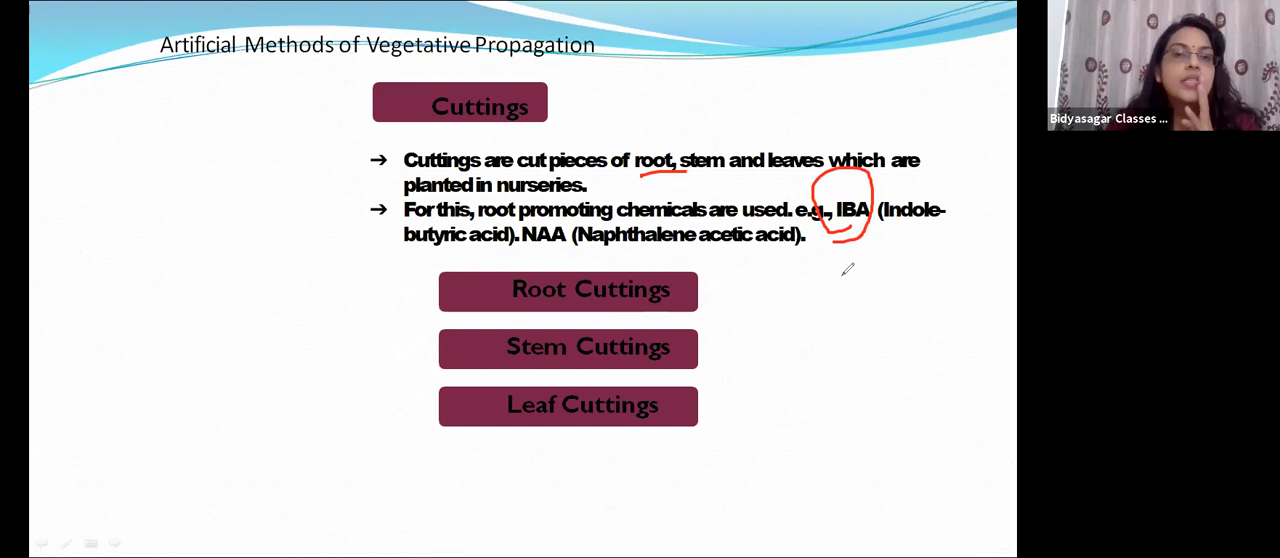 Artificial Methods of Vegetative Propagation
Cuttings
➔ Cuttings are cut pieces of root, stem and leaves which are
planted in nurseries.
➔ For this, root promoting chemicals are used. e.g., IBA (Indole-
butyric acid). NAA (Naphthalene acetic acid).
Root Cuttings
Stem Cuttings
Leaf Cuttings
Bidyasagar Classes ...